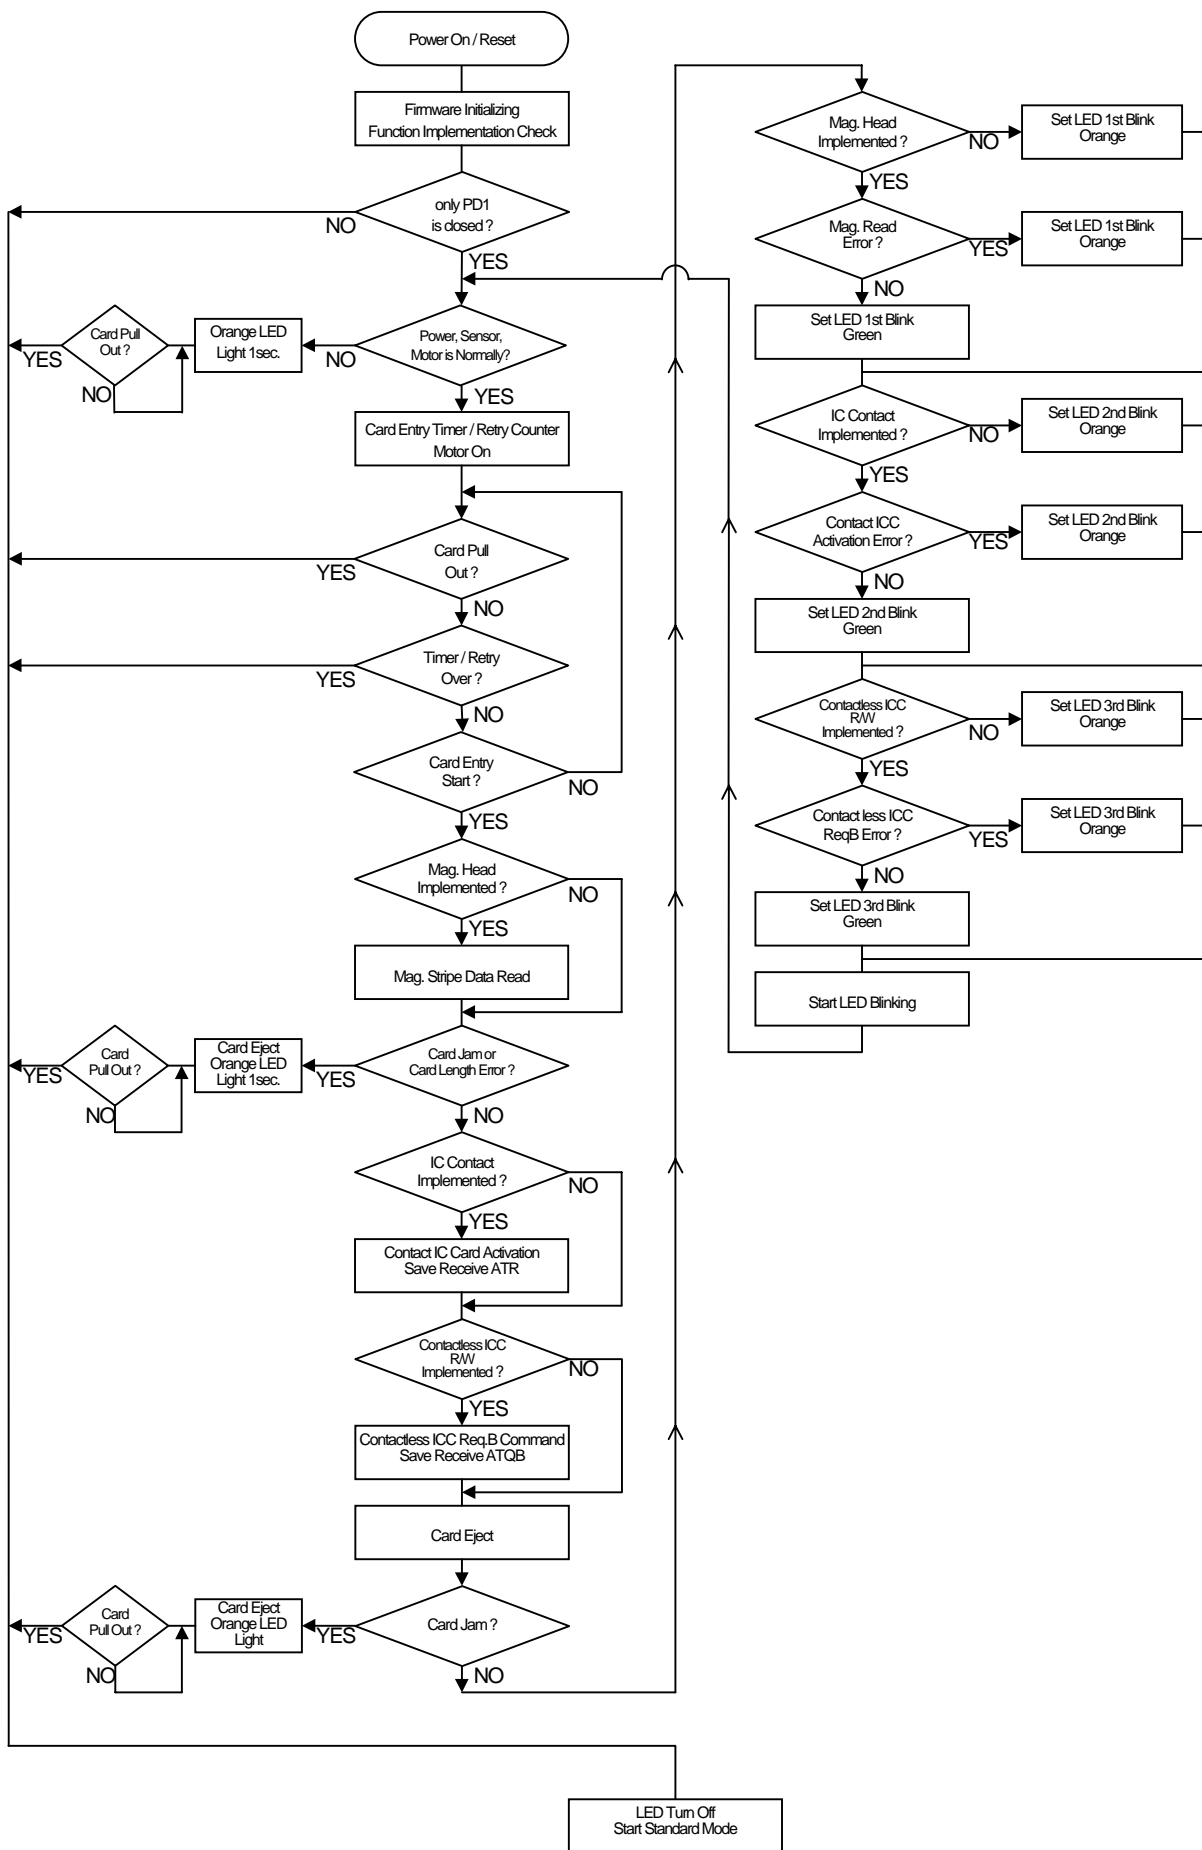 Power On / Reset
Firmware Initializing
Function Implementation Check
only PD1
is closed ?
NO
YES
Power, Sensor,
Motor is Normally?
NO
YES
Orange LED
Light 1sec.
Card Pull
Out ?
YES
NO
Card Entry Timer / Retry Counter
Motor On
Card Pull
Out ?
YES
NO
Timer / Retry
Over ?
YES
NO
Card Entry
Start ?
NO
YES
Mag. Head
Implemented ?
NO
YES
Mag. Stripe Data Read
Card Jam or
Card Length Error ?
YES
NO
Card Eject
Orange LED
Light 1sec.
Card
Pull Out ?
YES
NO
IC Contact
Implemented ?
NO
YES
Contact IC Card Activation
Save Receive ATR
Contactless ICC
R/W
Implemented ?
NO
YES
Contactless ICC Req.B Command
Save Receive ATQB
Card Eject
Card Jam ?
YES
NO
Card Eject
Orange LED
Light
Card
Pull Out ?
YES
NO
Mag. Head
Implemented ?
NO
YES
Set LED 1st Blink
Orange
Mag. Read
Error ?
YES
NO
Set LED 1st Blink
Orange
Set LED 1st Blink
Green
IC Contact
Implemented ?
NO
YES
Set LED 2nd Blink
Orange
Contact ICC
Activation Error ?
YES
NO
Set LED 2nd Blink
Orange
Set LED 2nd Blink
Green
Contactless ICC
R/W
Implemented ?
NO
YES
Set LED 3rd Blink
Orange
Contact less ICC
ReqB Error ?
YES
NO
Set LED 3rd Blink
Orange
Set LED 3rd Blink
Green
Start LED Blinking
LED Turn Off
Start Standard Mode